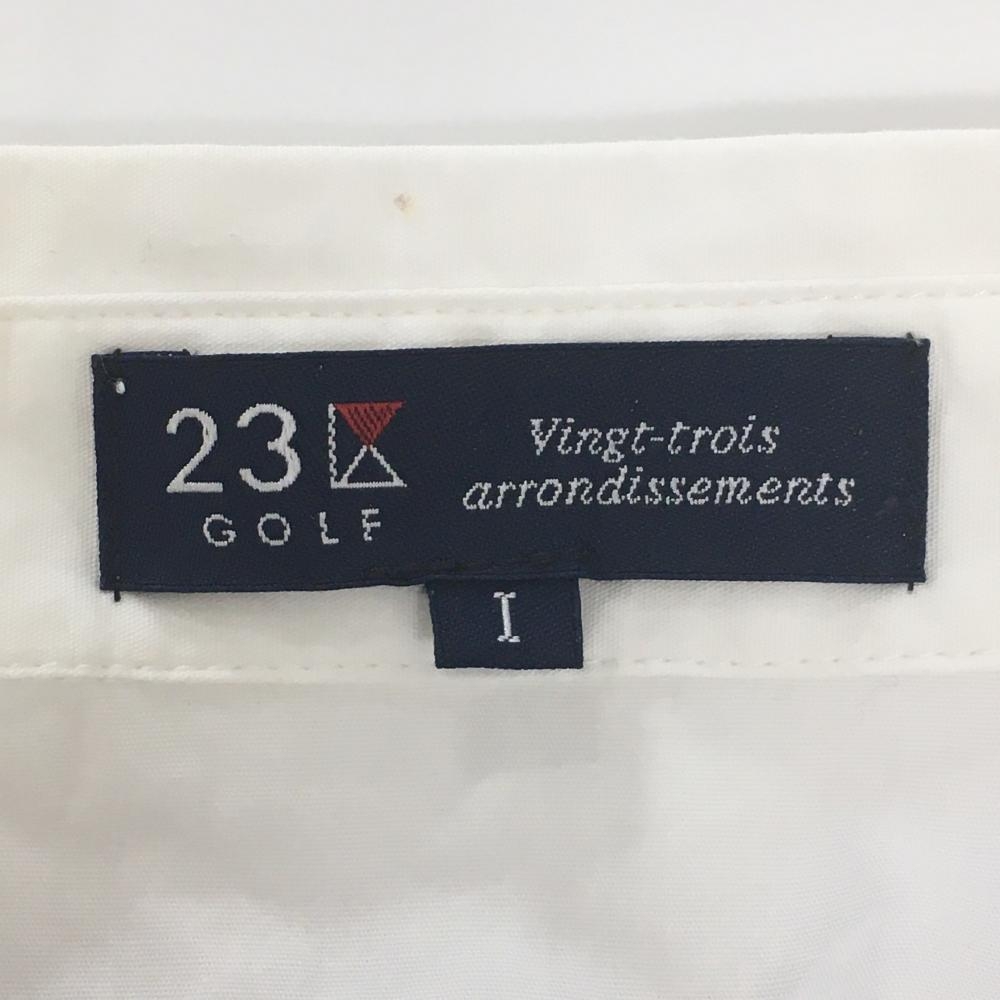 23
GOLF
Vingt-trois
arrondissements
I